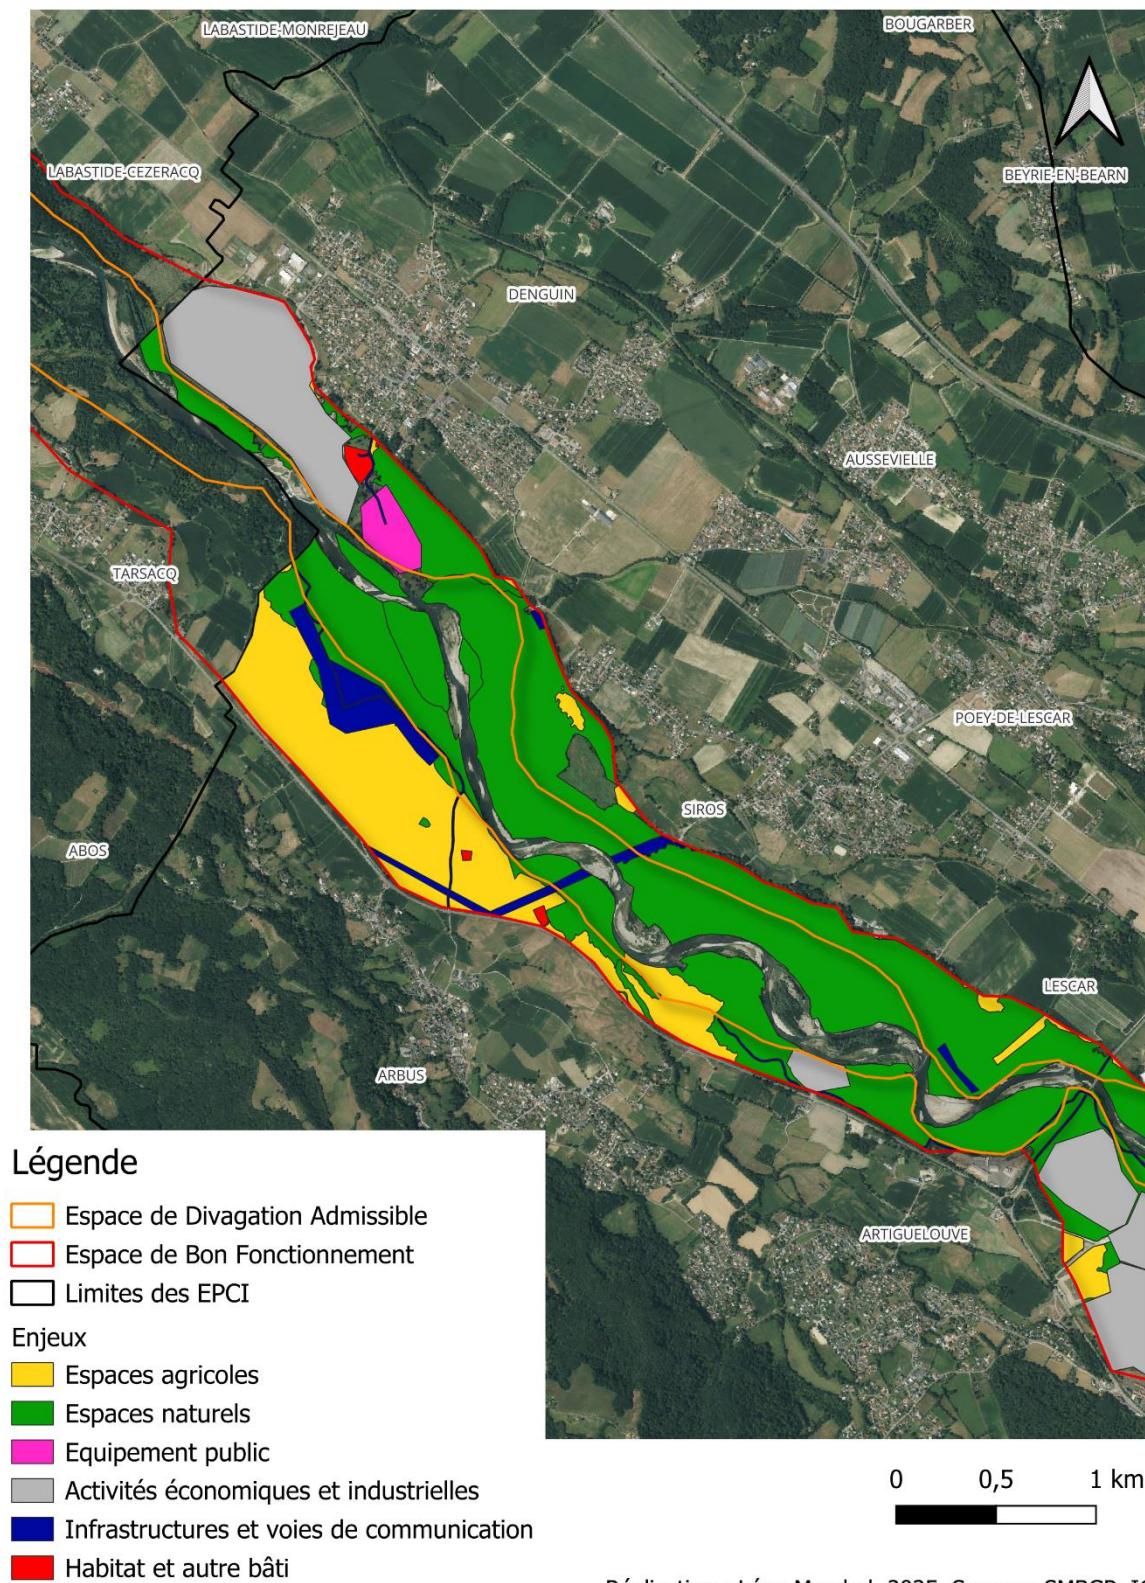 LABASTIDE-MONREJEAU
BOUGARBER
LABASTIDE-CEZERACQ
BEYRIE-EN-BEARN
DENGUIN
AUSSEVIELLE
TARSACQ
POEY-DE-LESCAR
SIROS
ABOS
LESCAR
ARBUS
ARTIGUELOUVE
Légende
Espace de Divagation Admissible
Espace de Bon Fonctionnement
Limites des EPCI
Enjeux
Espaces agricoles
Espaces naturels
Equipement public
Activités économiques et industrielles
Infrastructures et voies de communication
Habitat et autre bâti
0 0,5 1 km